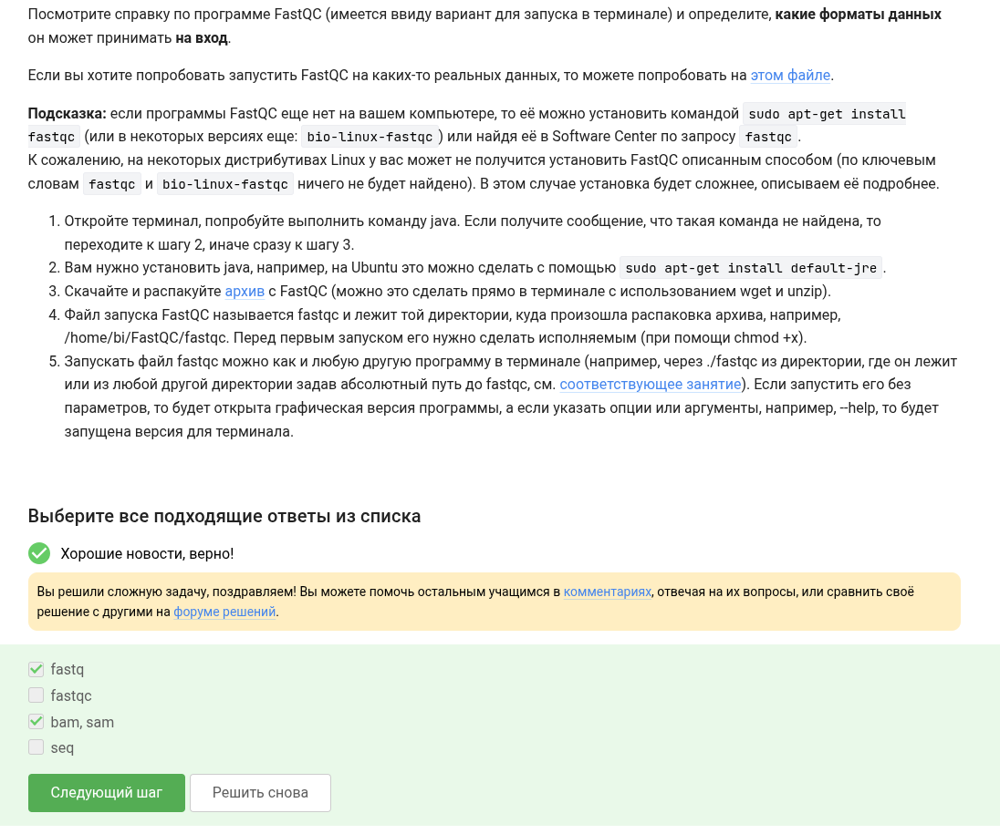 Посмотрите справку по программе FastQC (имеется ввиду вариант для запуска в терминале) и определите, какие форматы данных
он может принимать на вход.
Если вы хотите попробовать запустить FastQC на каких-то реальных данных, то можете попробовать на этом файле.
Подсказка: если программы FastQC еще нет на вашем компьютере, то её можно установить командой sudo apt-get install
fastqc (или в некоторых версиях еще: bio-linux-fastqc) или найдя её в Software Center по запросу fastqc.
К сожалению, на некоторых дистрибутивах Linux у вас может не получится установить FastQC описанным способом (по ключевым
словам fastqc и bio-linux-fastqc ничего не будет найдено). В этом случае установка будет сложнее, описываем её подробнее.
1. Откройте терминал, попробуйте выполнить команду java. Если получите сообщение, что такая команда не найдена, то
переходите к шагу 2, иначе сразу к шагу 3.
2. Вам нужно установить java, например, на Ubuntu это можно сделать с помощью sudo apt-get install default-jre.
3. Скачайте и распакуйте архив с FastQC (можно это сделать прямо в терминале с использованием wget и unzip).
4. Файл запуска FastQC называется fastqc и лежит той директории, куда произошла распаковка архива, например,
/home/bi/FastQC/fastqc. Перед первым запуском его нужно сделать исполняемым (при помощи chmod +x).
5. Запускать файл fastqc можно как и любую другую программу в терминале (например, через ./fastqc из директории, где он лежит
или из любой другой директории задав абсолютный путь до fastqc, см. соответствующее занятие). Если запустить его без
параметров, то будет открыта графическая версия программы, а если указать опции или аргументы, например, --help, то будет
запущена версия для терминала.
Выберите все подходящие ответы из списка
Хорошие новости, верно!
Вы решили сложную задачу, поздравляем! Вы можете помочь остальным учащимся в комментариях, отвечая на их вопросы, или сравнить своё
решение с другими на форуме решений.
fastq
fastqc
bam, sam
seq
Следующий шаг
Решить снова